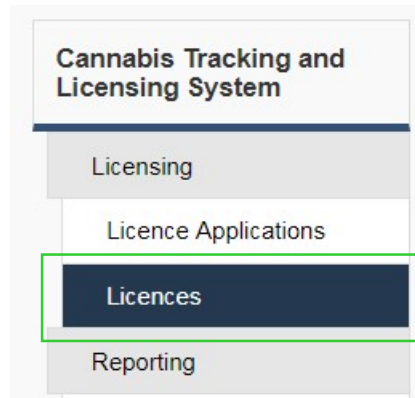 Cannabis Tracking and
Licensing System
Licensing
Licence Applications
Licences
Reporting